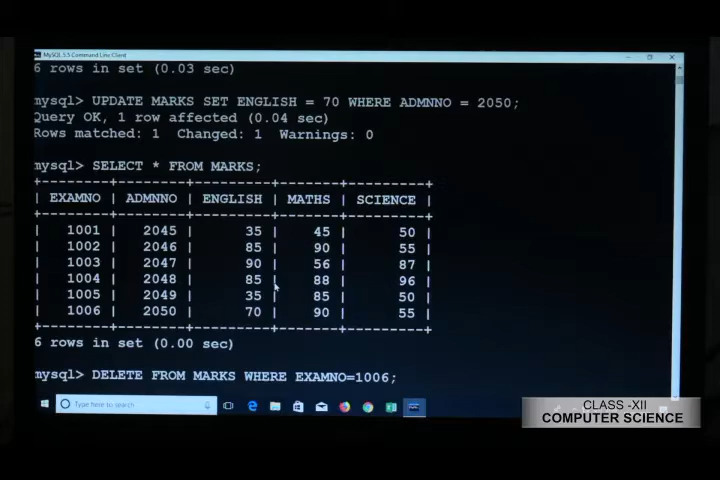 MySQL 5.5 Command Line Client
6 rows in set (0.03 sec)
mysql> UPDATE MARKS SET ENGLISH = 70 WHERE ADMNNO = 2050;
Query OK, 1 row affected (0.04 sec)
Rows matched: 1  Changed: 1  Warnings: 0
mysql> SELECT * FROM MARKS;
+--------+--------+---------+-------+---------+
| EXAMNO | ADMNNO | ENGLISH | MATHS | SCIENCE |
+--------+--------+---------+-------+---------+
| 1001 | 2045 | 35 | 45 | 50 |
| 1002 | 2046 | 85 | 90 | 55 |
| 1003 | 2047 | 90 | 56 | 87 |
| 1004 | 2048 | 85 | 88 | 96 |
| 1005 | 2049 | 35 | 85 | 50 |
| 1006 | 2050 | 70 | 90 | 55 |
+--------+--------+---------+-------+---------+
6 rows in set (0.00 sec)
mysql> DELETE FROM MARKS WHERE EXAMNO=1006;
Type here to search
CLASS -XII
COMPUTER SCIENCE